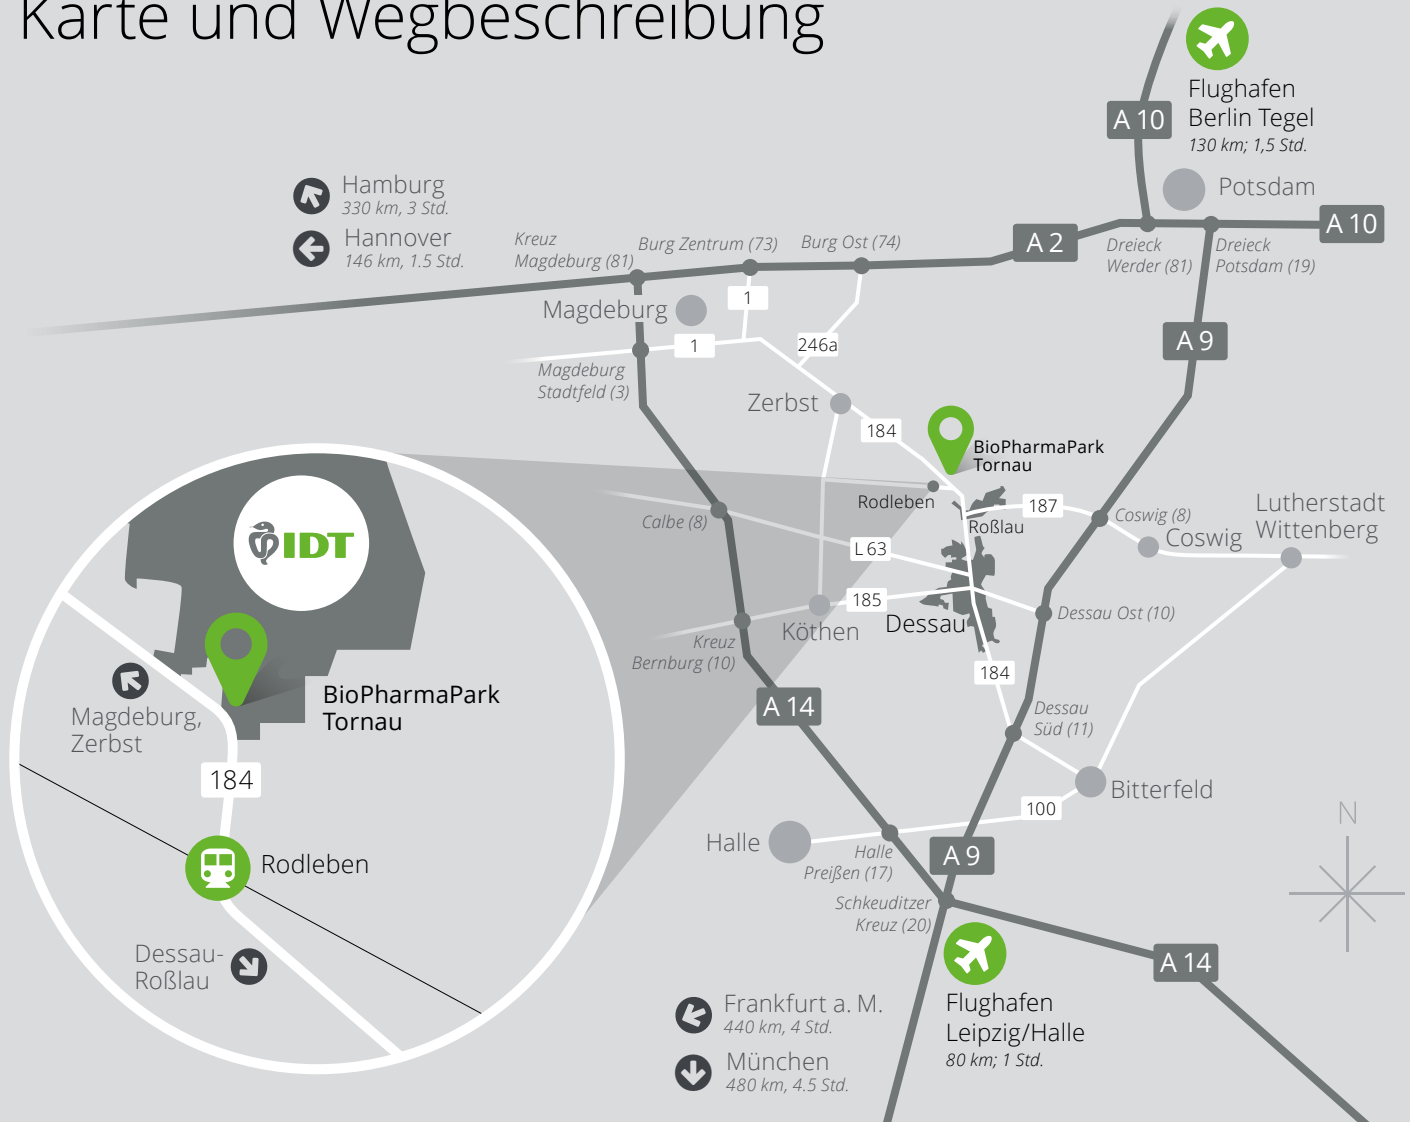 Karte und Wegbeschreibung
Flughafen
Berlin Tegel
130 km; 1,5 Std.
A 10
Potsdam
A 10
Hamburg
330 km, 3 Std.
Hannover
146 km, 1.5 Std.
Kreuz
Magdeburg (81)
Burg Zentrum (73)
Burg Ost (74)
A 2
Dreieck
Werder (81)
Dreieck
Potsdam (19)
Magdeburg
1
1
246a
A 9
Magdeburg
Stadtfeld (3)
Zerbst
184
BioPharmaPark
Tornau
Rodleben
Roßlau
187
Coswig (8)
Coswig
Lutherstadt
Wittenberg
Calbe (8)
L 63
185
Köthen
Dessau
Dessau Ost (10)
Kreuz
Bernburg (10)
184
A 14
Dessau
Süd (11)
Bitterfeld
100
Halle
Halle
Preißen (17)
A 9
Schkeuditzer
Kreuz (20)
A 14
Flughafen
Leipzig/Halle
80 km; 1 Std.
Frankfurt a. M.
440 km, 4 Std.
München
480 km, 4.5 Std.
N
IDT
BioPharmaPark
Tornau
Magdeburg,
Zerbst
184
Rodleben
Dessau-
Roßlau